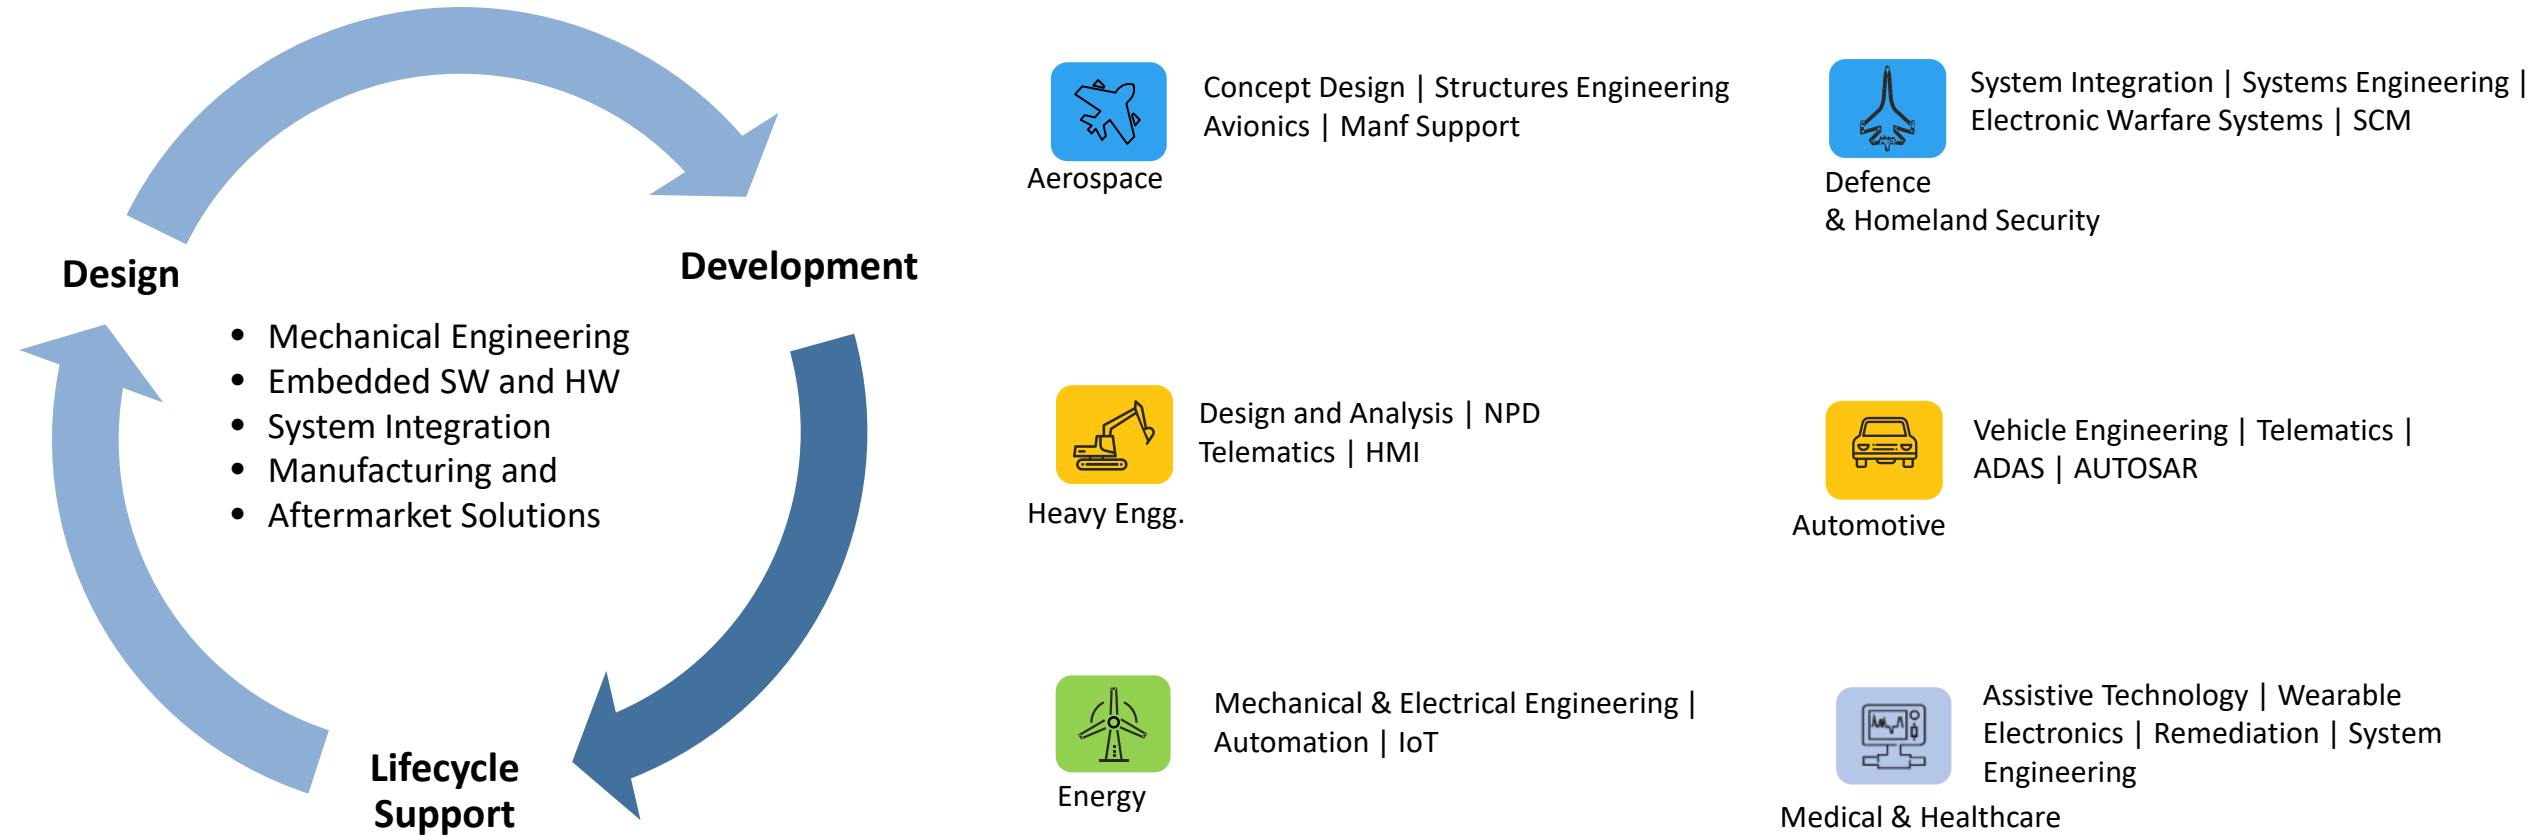 Design
Development
• Mechanical Engineering
• Embedded SW and HW
• System Integration
• Manufacturing and
• Aftermarket Solutions
Lifecycle
Support
Concept Design | Structures Engineering
Avionics | Manf Support
Aerospace
System Integration | Systems Engineering |
Electronic Warfare Systems | SCM
Defence
& Homeland Security
Design and Analysis | NPD
Telematics | HMI
Heavy Engg.
Vehicle Engineering | Telematics |
ADAS | AUTOSAR
Automotive
Mechanical & Electrical Engineering |
Automation | IoT
Energy
Assistive Technology | Wearable
Electronics | Remediation | System
Engineering
Medical & Healthcare